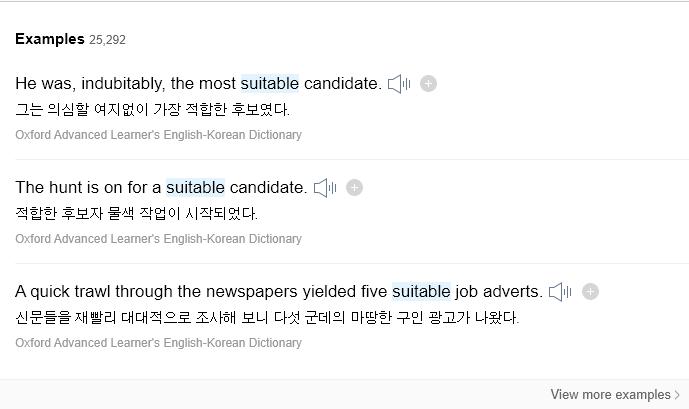 Examples 25,292
He was, indubitably, the most suitable candidate.
그는 의심할 여지없이 가장 적합한 후보였다.
Oxford Advanced Learner's English-Korean Dictionary
The hunt is on for a suitable candidate.
적합한 후보자 물색 작업이 시작되었다.
Oxford Advanced Learner's English-Korean Dictionary
A quick trawl through the newspapers yielded five suitable job adverts.
신문들을 재빨리 대대적으로 조사해 보니 다섯 군데의 마땅한 구인 광고가 나왔다.
Oxford Advanced Learner's English-Korean Dictionary
View more examples